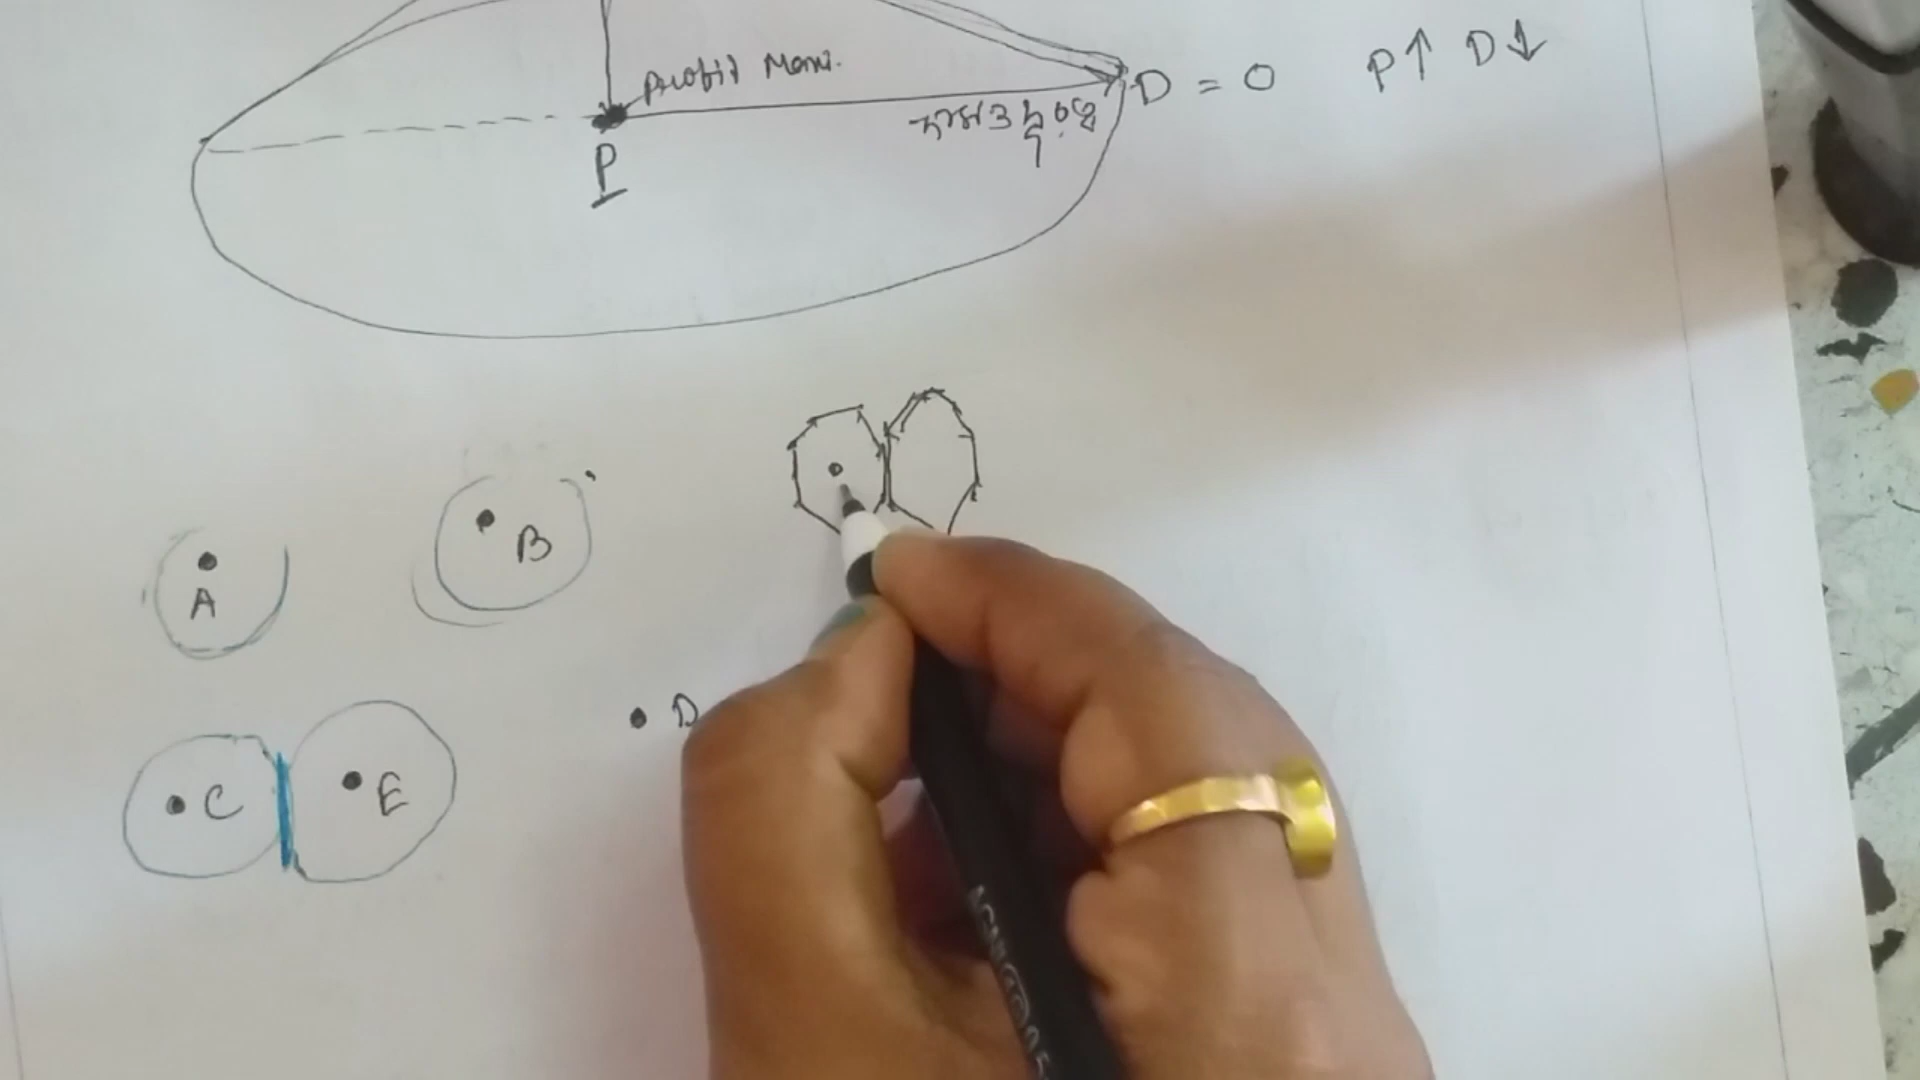 Profit Maxi.
D = 0 P↑ D↓
P
A
B
D
C
E